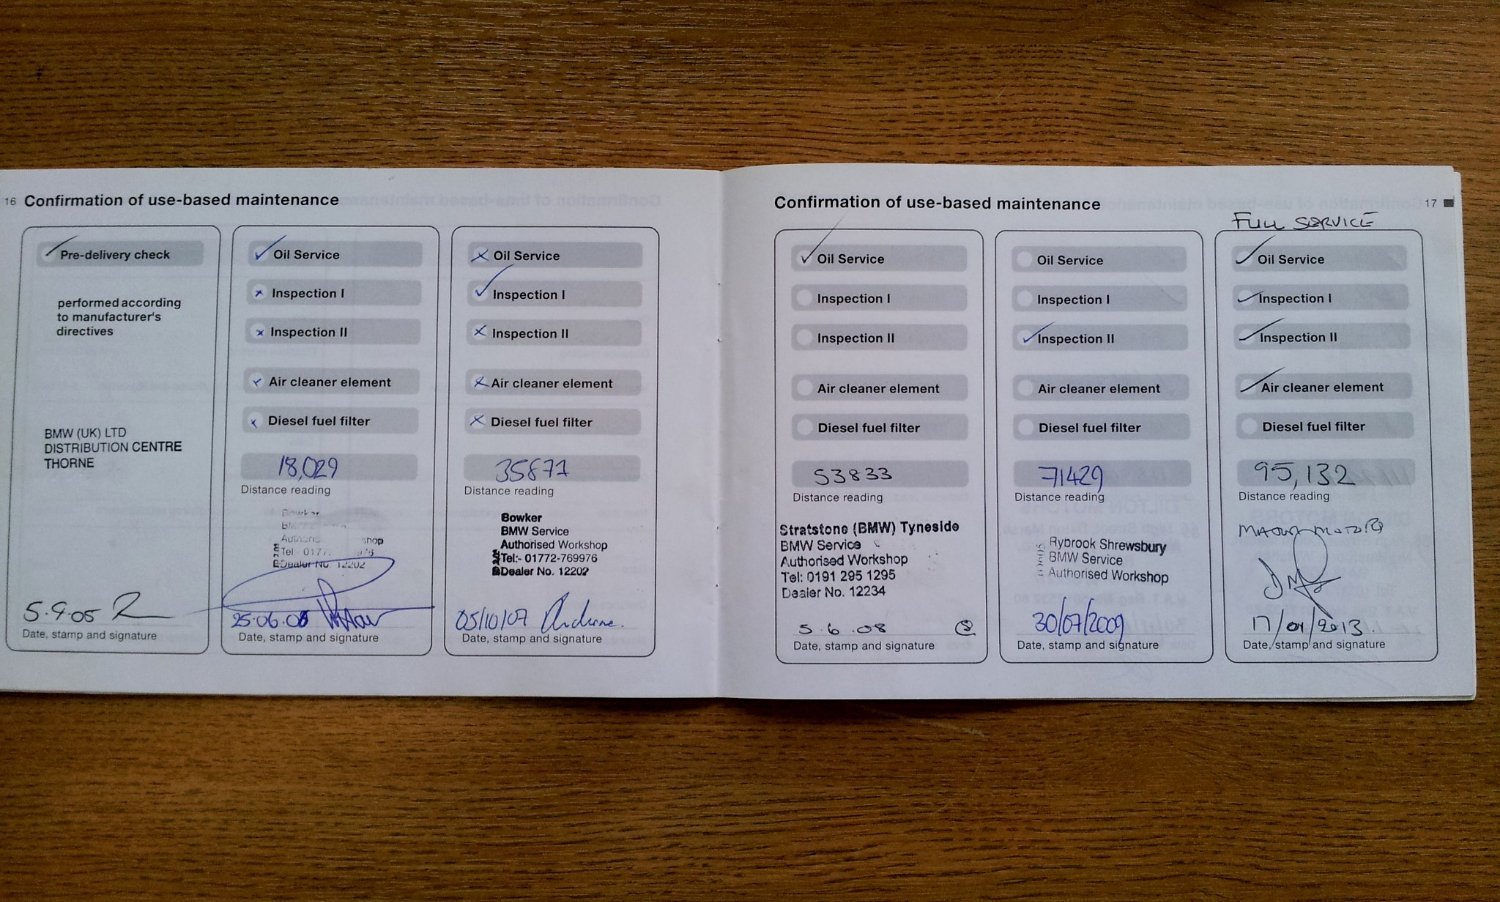 16 Confirmation of use-based maintenance
Pre-delivery check
performed according
to manufacturer's
directives
BMW (UK) LTD
DISTRIBUTION CENTRE
THORNE
5.9.05
Date, stamp and signature
Oil Service
Inspection I
Inspection II
Air cleaner element
Diesel fuel filter
18,029
Distance reading
Bowker
Tel:- 0177
Dealer No. 12202
25.06.06
Date, stamp and signature
Oil Service
Inspection I
Inspection II
Air cleaner element
Diesel fuel filter
35871
Distance reading
Bowker
BMW Service
Authorised Workshop
Tel:- 01772-769976
Dealer No. 12202
05/10/07
Date, stamp and signature
Confirmation of use-based maintenance 17
Oil Service
Inspection I
Inspection II
Air cleaner element
Diesel fuel filter
53833
Distance reading
Stratstone (BMW) Tyneside
BMW Service
Authorised Workshop
Tel: 0191 295 1295
Dealer No. 12234
5.6.08
Date, stamp and signature
Oil Service
Inspection I
Inspection II
Air cleaner element
Diesel fuel filter
71429
Distance reading
Rybrook Shrewsbury
BMW Service
Authorised Workshop
30/07/2009
Date, stamp and signature
FULL SERVICE
Oil Service
Inspection I
Inspection II
Air cleaner element
Diesel fuel filter
95,132
Distance reading
17/01/2013.
Date, stamp and signature